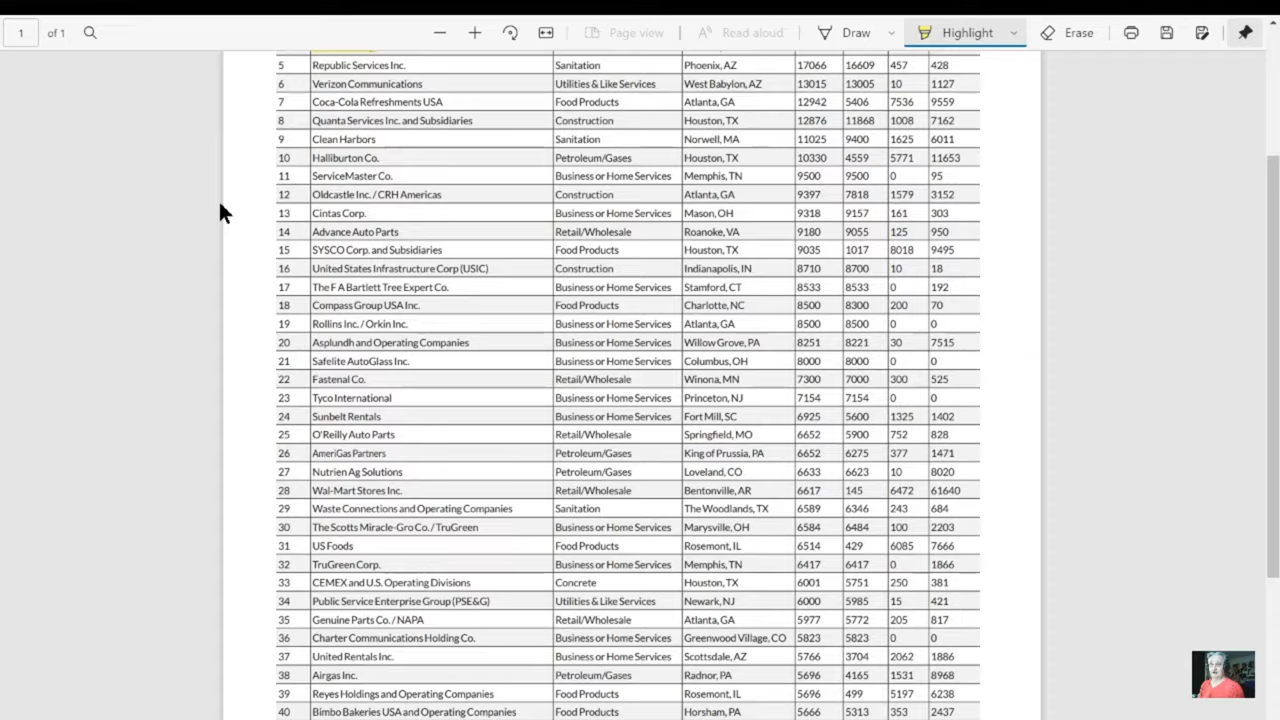 1 of 1 Page view Read aloud Draw Highlight Erase
5 Republic Services Inc. Sanitation Phoenix, AZ 17066 16609 457 428
6 Verizon Communications Utilities & Like Services West Babylon, AZ 13015 13005 10 1127
7 Coca-Cola Refreshments USA Food Products Atlanta, GA 12942 5406 7536 9559
8 Quanta Services Inc. and Subsidiaries Construction Houston, TX 12876 11868 1008 7162
9 Clean Harbors Sanitation Norwell, MA 11025 9400 1625 6011
10 Halliburton Co. Petroleum/Gases Houston, TX 10330 4559 5771 11653
11 ServiceMaster Co. Business or Home Services Memphis, TN 9500 9500 0 95
12 Oldcastle Inc. / CRH Americas Construction Atlanta, GA 9397 7818 1579 3152
13 Cintas Corp. Business or Home Services Mason, OH 9318 9157 161 303
14 Advance Auto Parts Retail/Wholesale Roanoke, VA 9180 9055 125 950
15 SYSCO Corp. and Subsidiaries Food Products Houston, TX 9035 1017 8018 9495
16 United States Infrastructure Corp (USIC) Construction Indianapolis, IN 8710 8700 10 18
17 The F A Bartlett Tree Expert Co. Business or Home Services Stamford, CT 8533 8533 0 192
18 Compass Group USA Inc. Food Products Charlotte, NC 8500 8300 200 70
19 Rollins Inc. / Orkin Inc. Business or Home Services Atlanta, GA 8500 8500 0 0
20 Asplundh and Operating Companies Business or Home Services Willow Grove, PA 8251 8221 30 7515
21 Safelite AutoGlass Inc. Business or Home Services Columbus, OH 8000 8000 0 0
22 Fastenal Co. Retail/Wholesale Winona, MN 7300 7000 300 525
23 Tyco International Business or Home Services Princeton, NJ 7154 7154 0 0
24 Sunbelt Rentals Business or Home Services Fort Mill, SC 6925 5600 1325 1402
25 O'Reilly Auto Parts Retail/Wholesale Springfield, MO 6652 5900 752 828
26 AmeriGas Partners Petroleum/Gases King of Prussia, PA 6652 6275 377 1471
27 Nutrien Ag Solutions Petroleum/Gases Loveland, CO 6633 6623 10 8020
28 Wal-Mart Stores Inc. Retail/Wholesale Bentonville, AR 6617 145 6472 61640
29 Waste Connections and Operating Companies Sanitation The Woodlands, TX 6589 6346 243 684
30 The Scotts Miracle-Gro Co. / TruGreen Business or Home Services Marysville, OH 6584 6484 100 2203
31 US Foods Food Products Rosemont, IL 6514 429 6085 7666
32 TruGreen Corp. Business or Home Services Memphis, TN 6417 6417 0 1866
33 CEMEX and U.S. Operating Divisions Concrete Houston, TX 6001 5751 250 381
34 Public Service Enterprise Group (PSE&G) Utilities & Like Services Newark, NJ 6000 5985 15 421
35 Genuine Parts Co. / NAPA Retail/Wholesale Atlanta, GA 5977 5772 205 817
36 Charter Communications Holding Co. Business or Home Services Greenwood Village, CO 5823 5823 0 0
37 United Rentals Inc. Business or Home Services Scottsdale, AZ 5766 3704 2062 1886
38 Airgas Inc. Petroleum/Gases Radnor, PA 5696 4165 1531 8968
39 Reyes Holdings and Operating Companies Food Products Rosemont, IL 5696 499 5197 6238
40 Bimbo Bakeries USA and Operating Companies Food Products Horsham, PA 5666 5313 353 2437